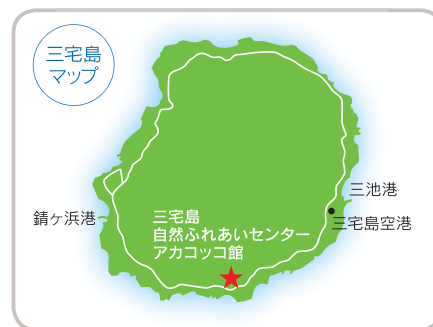 三宅島
マップ
三池港
錆ヶ浜港
三宅島空港
三宅島
自然ふれあいセンター
アカコッコ館